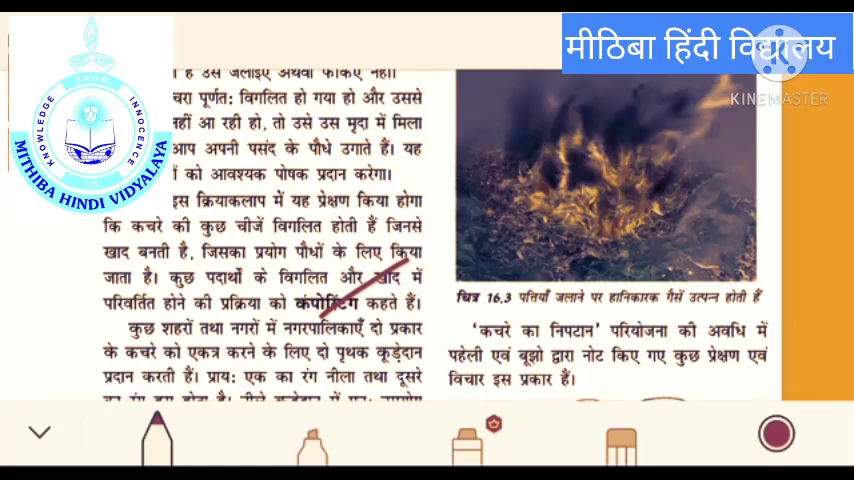 मीठिबा हिंदी विद्यालय
KINEMASTER
FROM
KNOWLEDGE
INNOCENCE
TO
MITHIBA HINDI VIDYALAYA
है उसे जलाइए अथवा फेंकिए नहीं।
पूर्णत: विगलित हो गया हो और उससे
आ रही हो, तो उसे उस मृदा में मिला
आप अपनी पसंद के पौधे उगाते हैं। यह
को आवश्यक पोषक प्रदान करेगा।
इस क्रियाकलाप में यह प्रेक्षण किया होगा
कि कचरे की कुछ चीजें विगलित होती हैं जिनसे
खाद बनती है, जिसका प्रयोग पौधों के लिए किया
जाता है। कुछ पदार्थों के विगलित और खाद में
परिवर्तित होने की प्रक्रिया को कंपोस्टिंग कहते हैं।
कुछ शहरों तथा नगरों में नगरपालिकाएँ दो प्रकार
के कचरे को एकत्र करने के लिए दो पृथक कूड़ेदान
प्रदान करती हैं। प्राय: एक का रंग नीला तथा दूसरे
चित्र 16.3 पत्तियाँ जलाने पर हानिकारक गैसें उत्पन्न होती हैं
‘कचरे का निपटान’ परियोजना की अवधि में
पहेली एवं बूझो द्वारा नोट किए गए कुछ प्रेक्षण एवं
विचार इस प्रकार हैं।